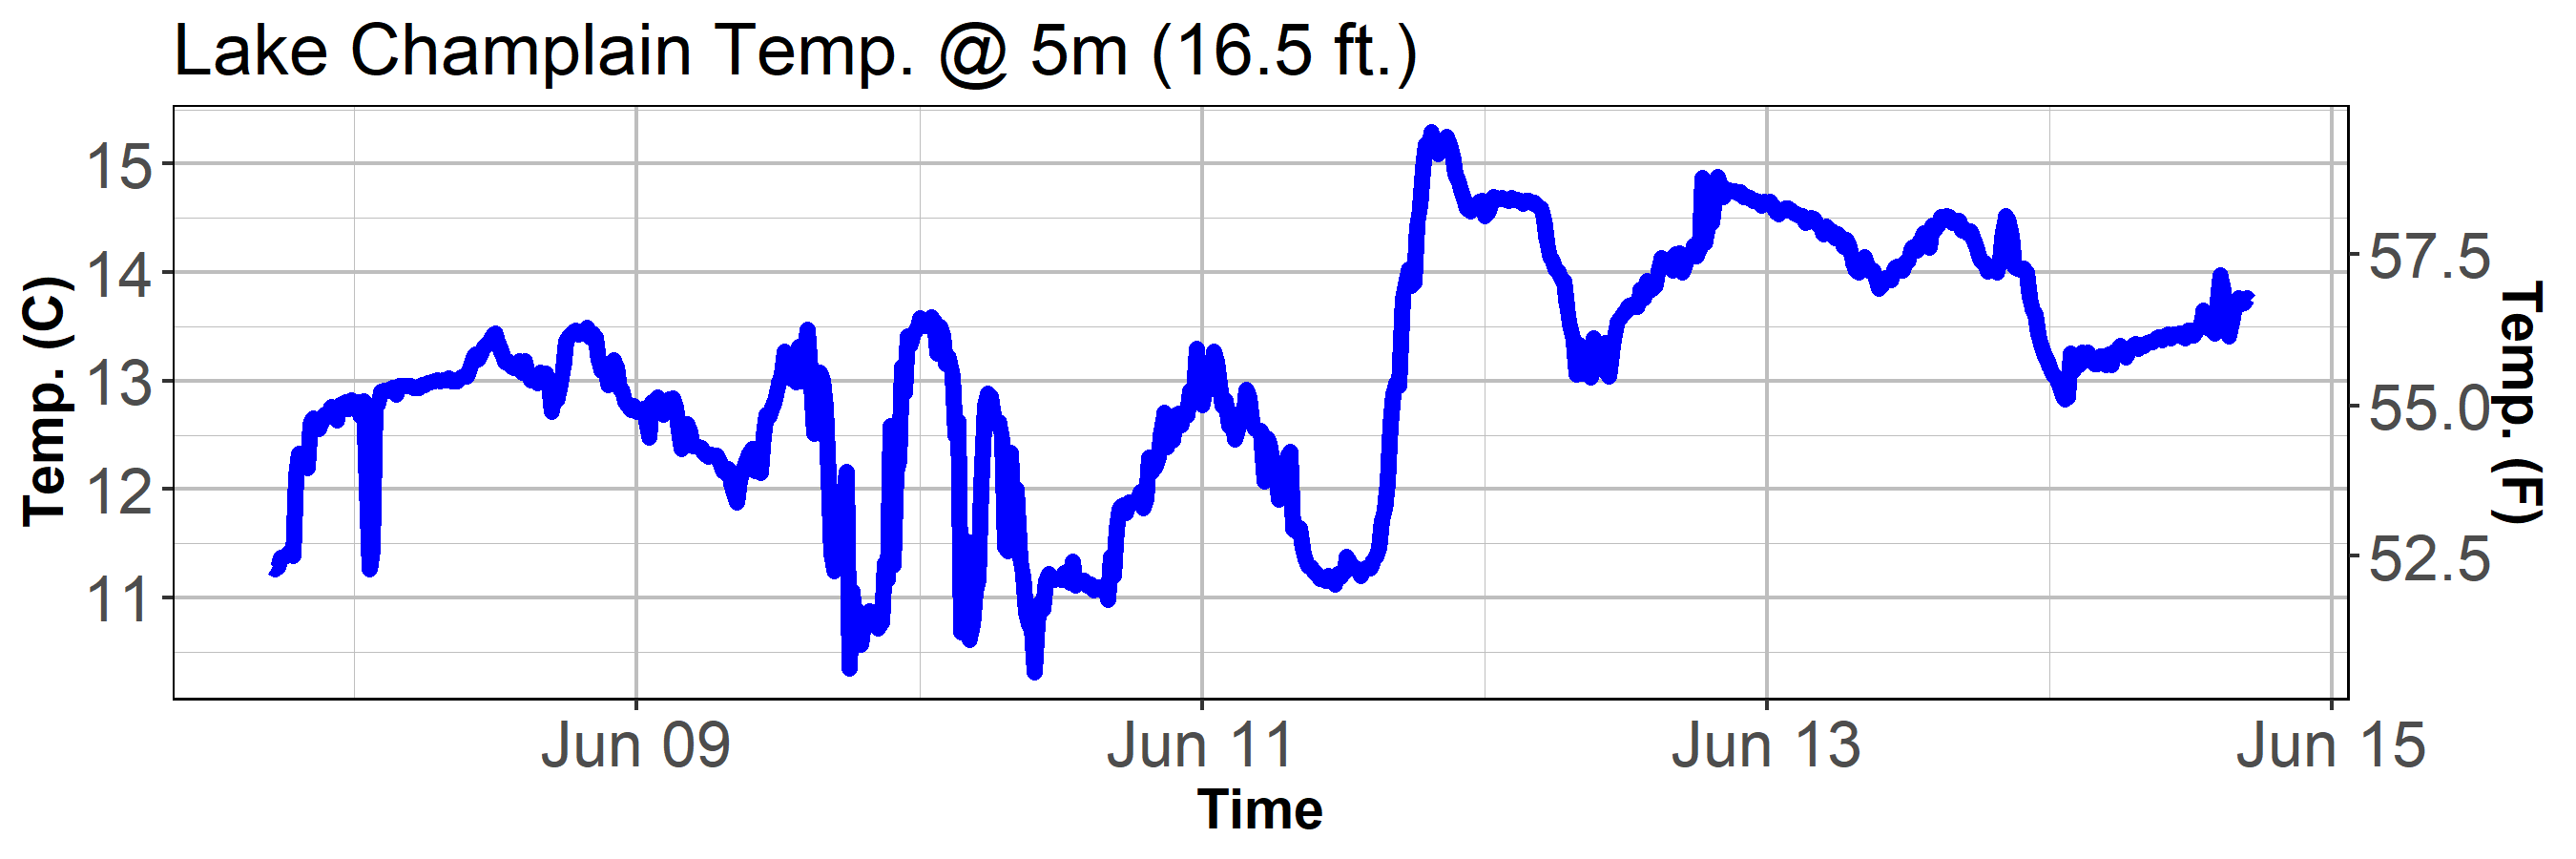 Lake Champlain Temp. @ 5m (16.5 ft.)
Temp. (C)
15
14
13
12
11
57.5
55.0
52.5
Temp. (F)
Jun 09 Jun 11 Jun 13 Jun 15
Time